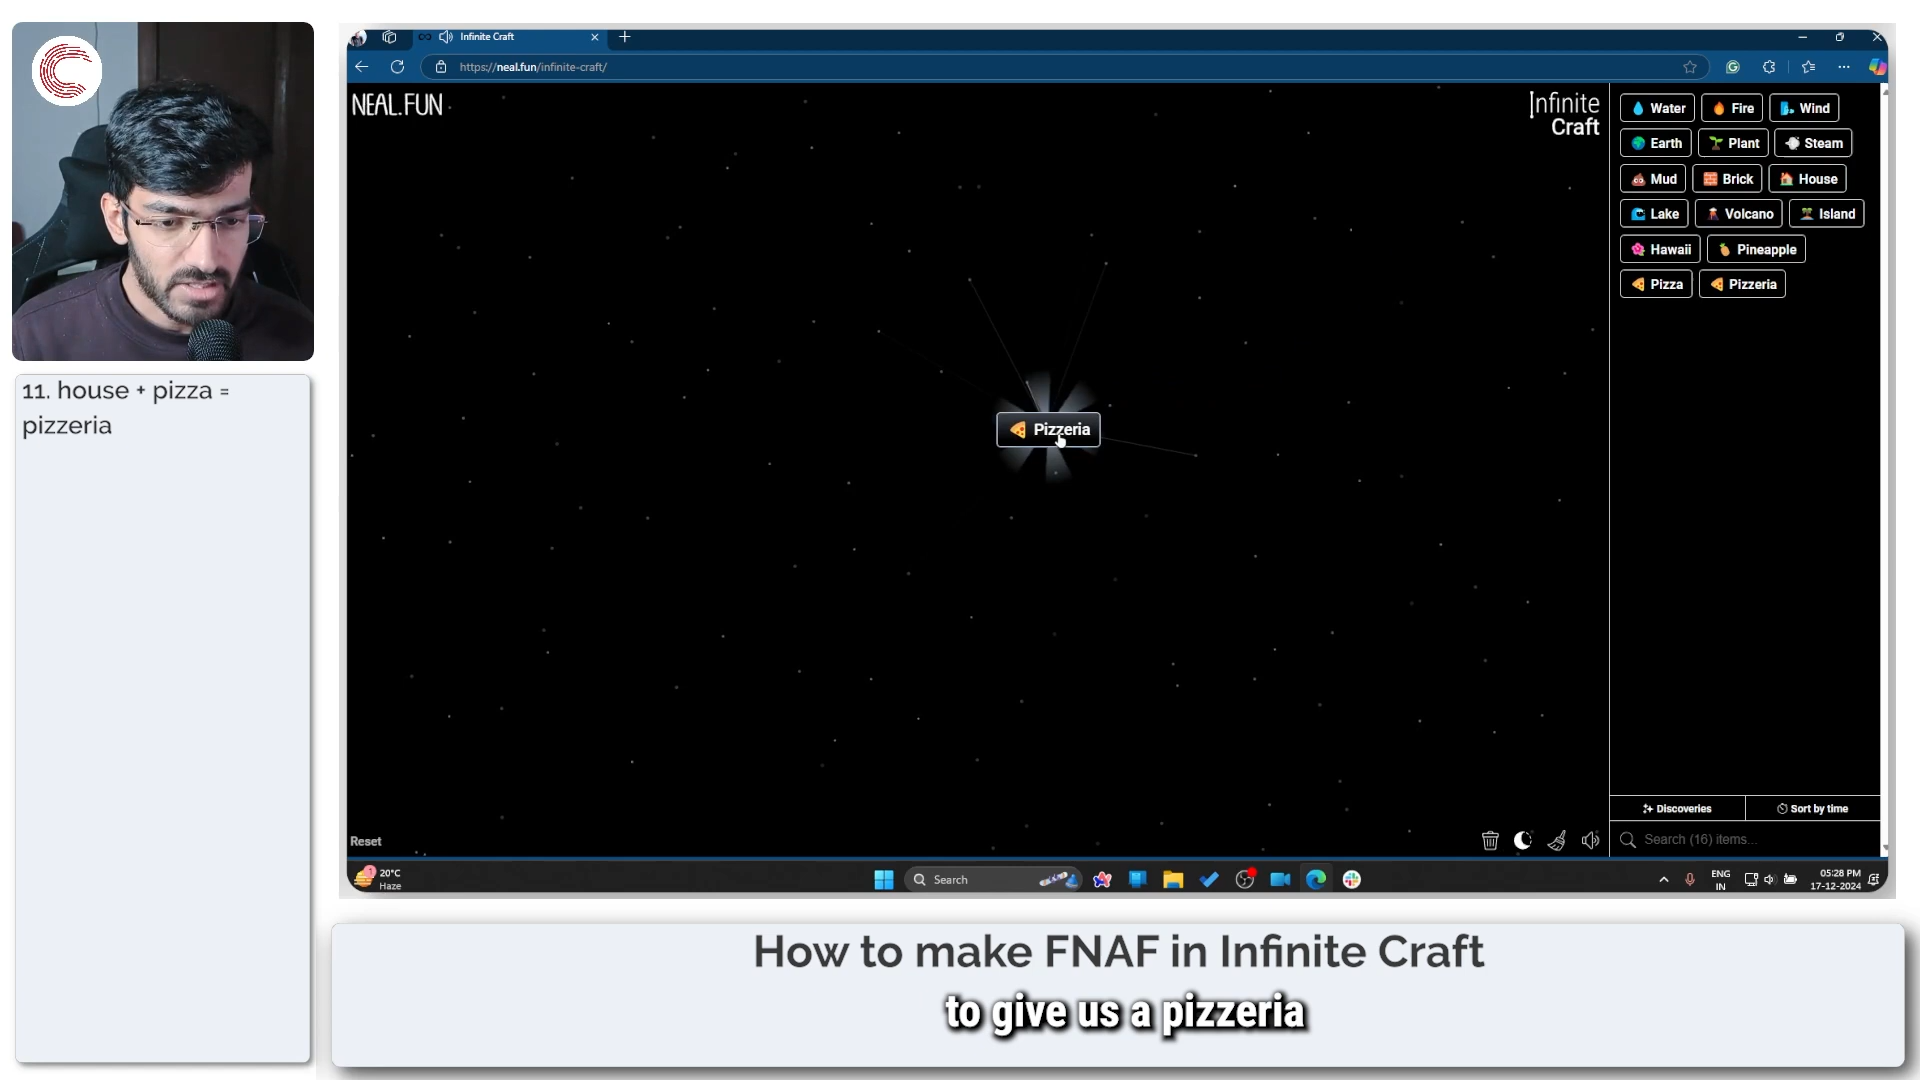 Infinite Craft
https://neal.fun/infinite-craft/
NEAL.FUN
Infinite
Craft
Water
Fire
Wind
Earth
Plant
Steam
Mud
Brick
House
Lake
Volcano
Island
Hawaii
Pineapple
Pizza
Pizzeria
11. house + pizza =
pizzeria
Pizzeria
Reset
Discoveries
Sort by time
Search (16) items...
1
20°C
Haze
Search
ENG
IN
05:28 PM
17-12-2024
How to make FNAF in Infinite Craft
to give us a pizzeria